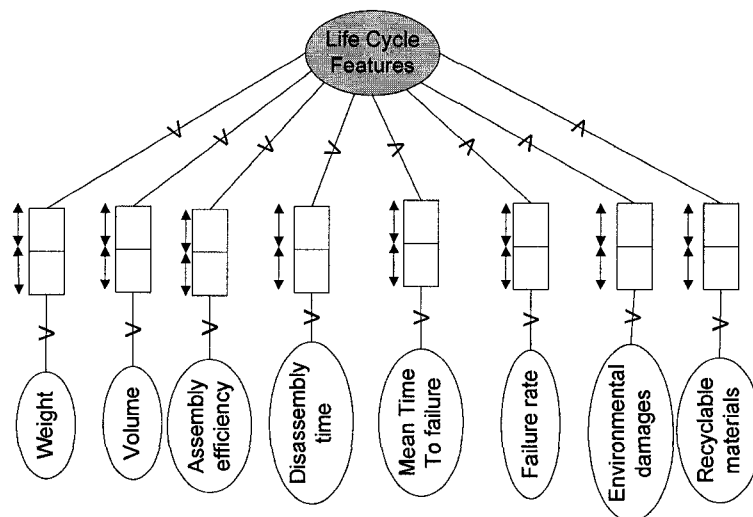 Life Cycle
Features
Weight
Volume
Assembly
efficiency
Disassembly
time
Mean Time
To failure
Failure rate
Environmental
damages
Recyclable
materials